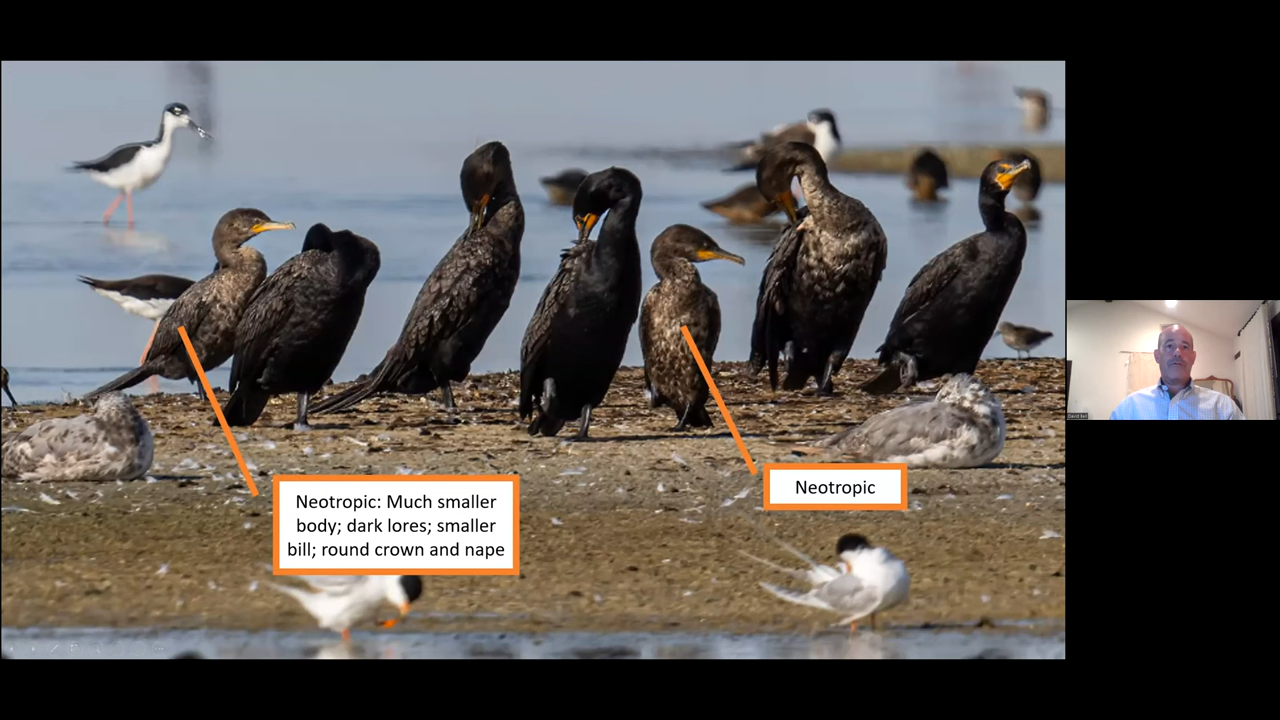 Neotropic: Much smaller
body; dark lores; smaller
bill; round crown and nape
Neotropic